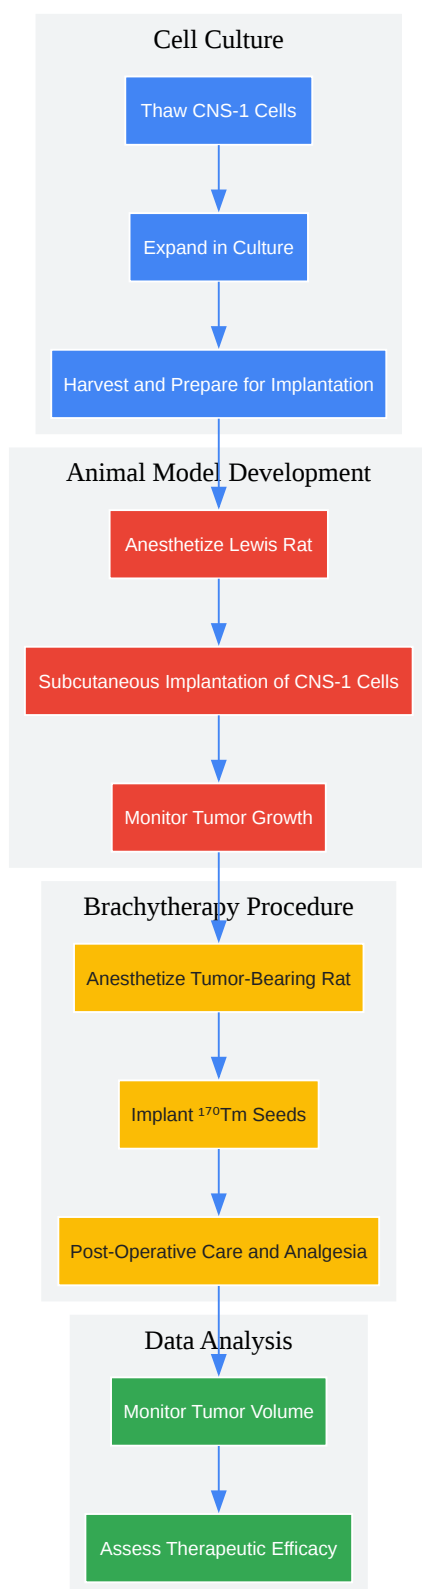 Cell Culture
Thaw CNS-1 Cells
Expand in Culture
Harvest and Prepare for Implantation
Animal Model Development
Anesthetize Lewis Rat
Subcutaneous Implantation of CNS-1 Cells
Monitor Tumor Growth
Brachytherapy Procedure
Anesthetize Tumor-Bearing Rat
Implant ¹⁷⁰Tm Seeds
Post-Operative Care and Analgesia
Data Analysis
Monitor Tumor Volume
Assess Therapeutic Efficacy